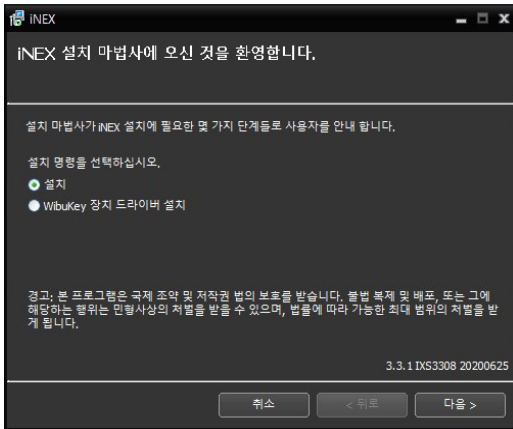 iNEX
iNEX 설치 마법사에 오신 것을 환영합니다.
설치 마법사가 iNEX 설치에 필요한 몇 가지 단계들로 사용자를 안내 합니다.
설치 명령을 선택하십시오.
설치
WibuKey 장치 드라이버 설치
경고: 본 프로그램은 국제 조약 및 저작권 법의 보호를 받습니다. 불법 복제 및 배포, 또는 그에
해당하는 행위는 민형사상의 처벌을 받을 수 있으며, 법률에 따라 가능한 최대 범위의 처벌을 받
게 됩니다.
3.3.1 IXS3308 20200625
취소
< 뒤로
다음 >